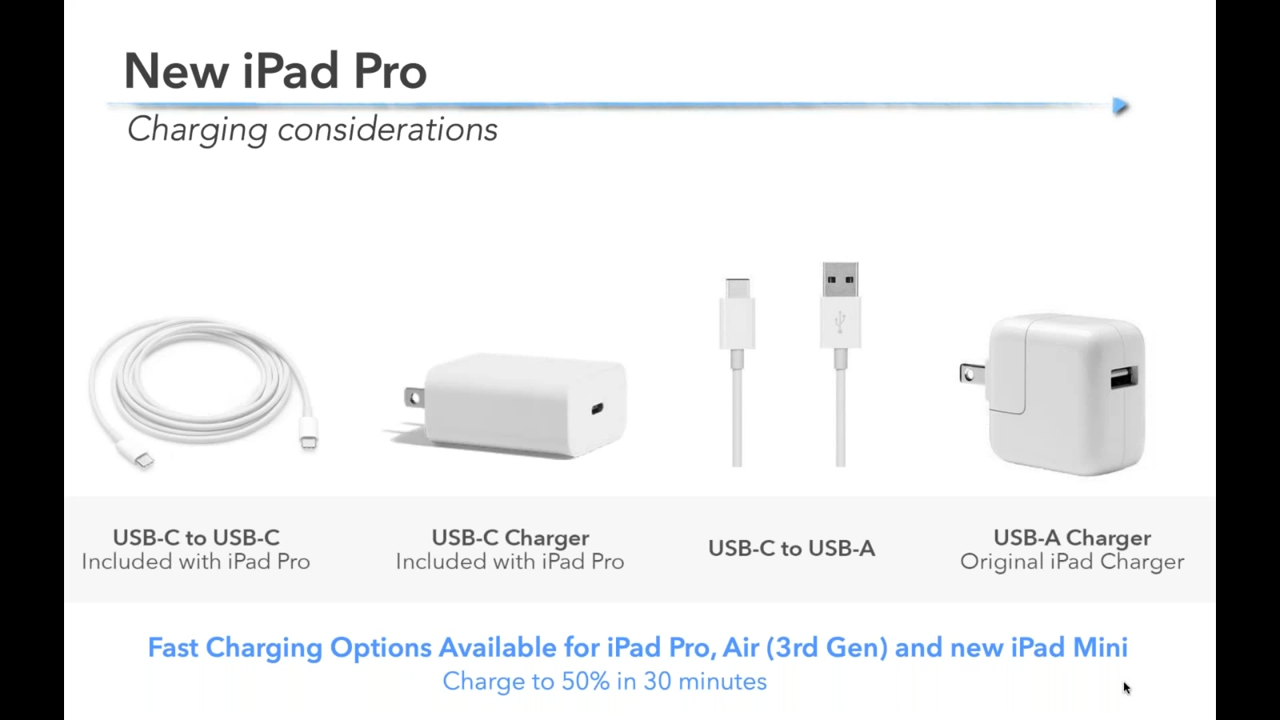 New iPad Pro
Charging considerations
USB-C to USB-C
Included with iPad Pro
USB-C Charger
Included with iPad Pro
USB-C to USB-A
USB-A Charger
Original iPad Charger
Fast Charging Options Available for iPad Pro, Air (3rd Gen) and new iPad Mini
Charge to 50% in 30 minutes